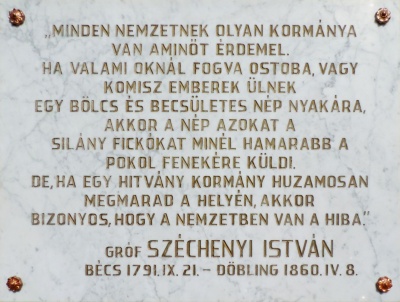 „MINDEN NEMZETNEK OLYAN KORMÁNYA
VAN AMINŐT ÉRDEMEL.
HA VALAMI OKNÁL FOGVA OSTOBA, VAGY
KOMISZ EMBEREK ÜLNEK
EGY BÖLCS ÉS BECSÜLETES NÉP NYAKÁRA,
AKKOR A NÉP AZOKAT A
SILÁNY FICKÓKAT MINÉL HAMARABB A
POKOL FENEKÉRE KÜLDI.
DE, HA EGY HITVÁNY KORMÁNY HUZAMOSAN
MEGMARAD A HELYÉN, AKKOR
BIZONYOS, HOGY A NEMZETBEN VAN A HIBA.”
GRÓF SZÉCHENYI ISTVÁN
BÉCS 1791. IX. 21. – DÖBLING 1860. IV. 8.